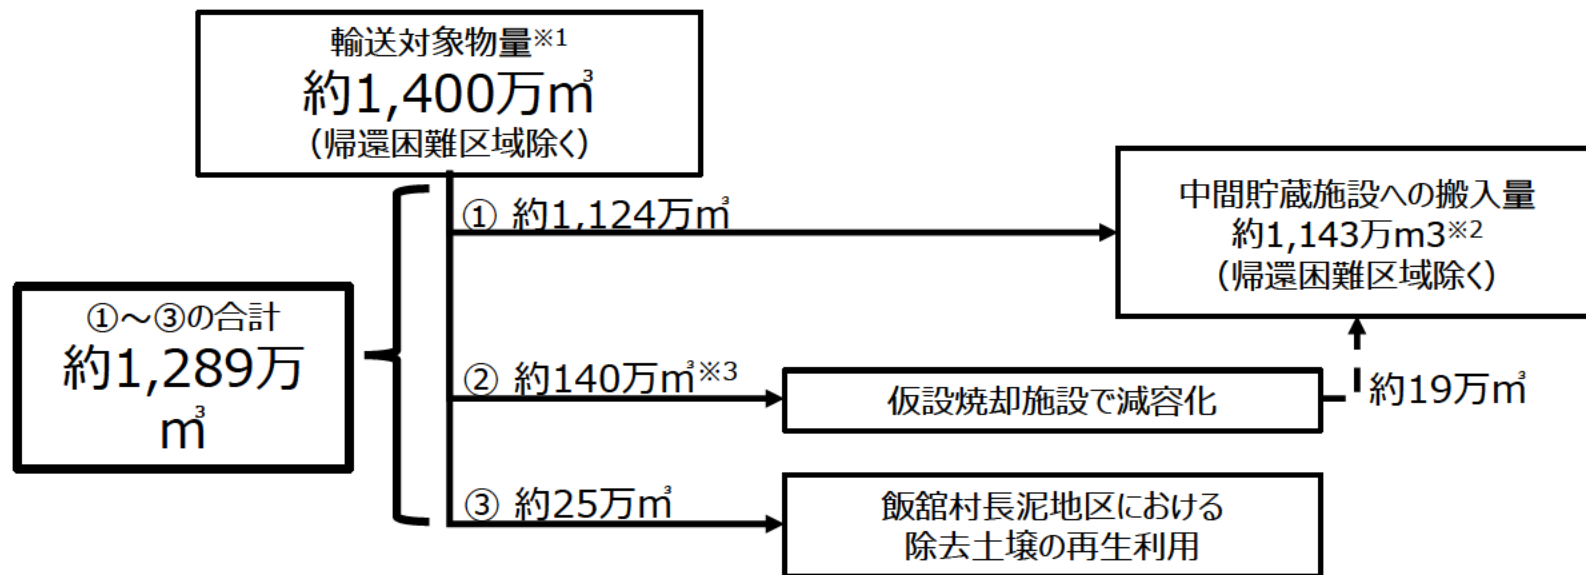 輸送対象物量※1
約1,400万㎥
(帰還困難区域除く)
① 約1,124万㎥
中間貯蔵施設への搬入量
約1,143万m3※2
(帰還困難区域除く)
①～③の合計
約1,289万
㎥
② 約140万㎥※3
仮設焼却施設で減容化
約19万㎥
③ 約25万㎥
飯舘村長泥地区における
除去土壌の再生利用